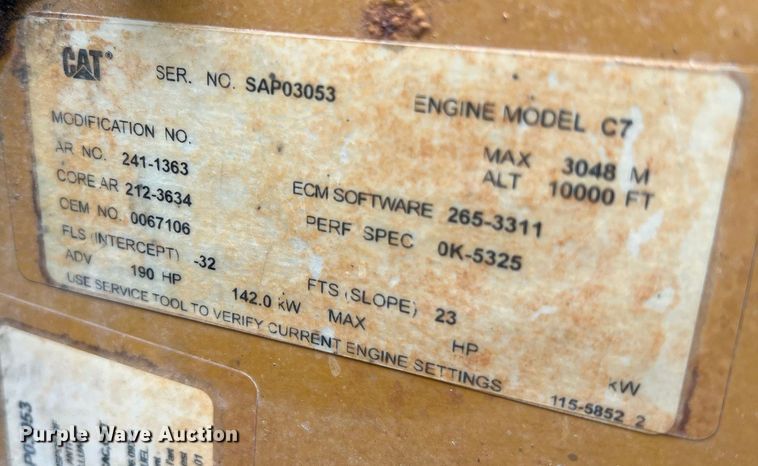 CAT® SER. NO. SAP03053 ENGINE MODEL C7
MODIFICATION NO. MAX ALT 3048 M 10000 FT
AR NO. 241-1363
CORE AR 212-3634 ECM SOFTWARE 265-3311
OEM NO. 0067106 PERF SPEC 0K-5325
FLS (INTERCEPT) -32 FTS (SLOPE) 23
ADV 190 HP 142.0 kW MAX HP kW
USE SERVICE TOOL TO VERIFY CURRENT ENGINE SETTINGS 115-5852 2
Purple Wave Auction